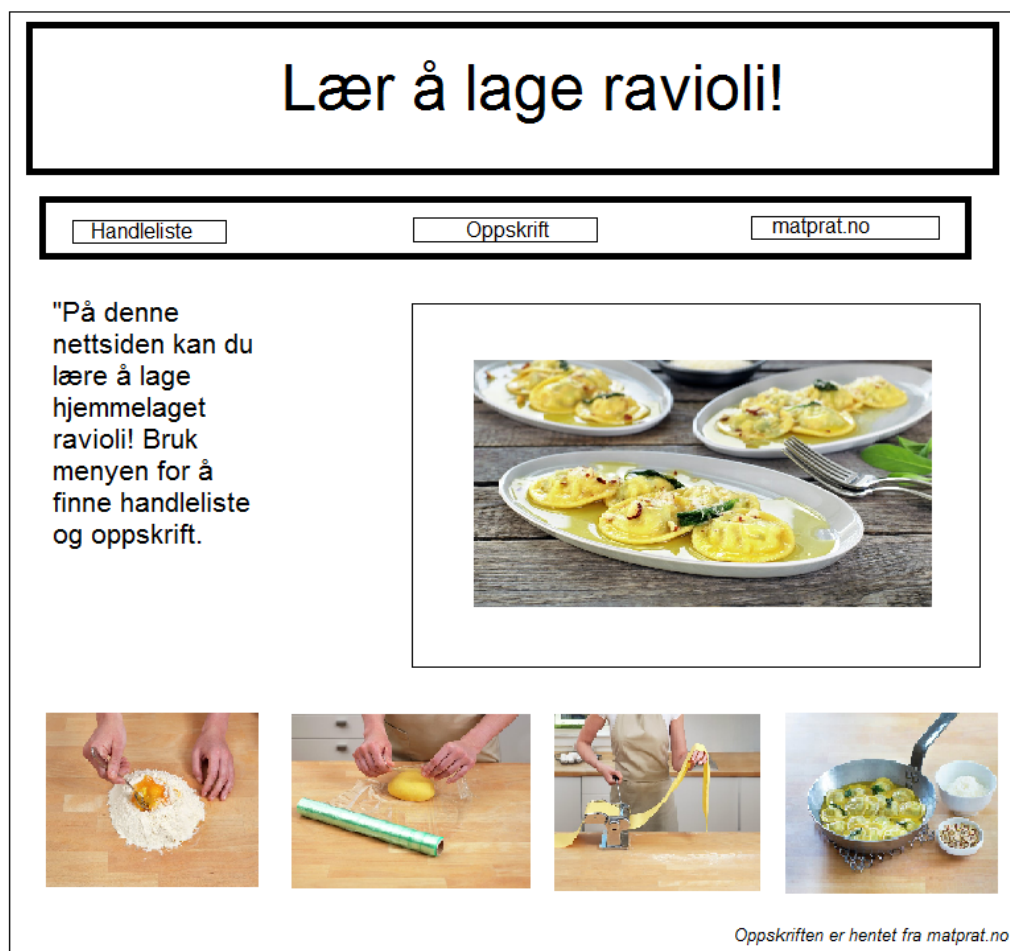 Lær å lage ravioli!
Handleliste
Oppskrift
matprat.no
"På denne
nettsiden kan du
lære å lage
hjemmelaget
ravioli! Bruk
menyen for å
finne handleliste
og oppskrift.
Oppskriften er hentet fra matprat.no